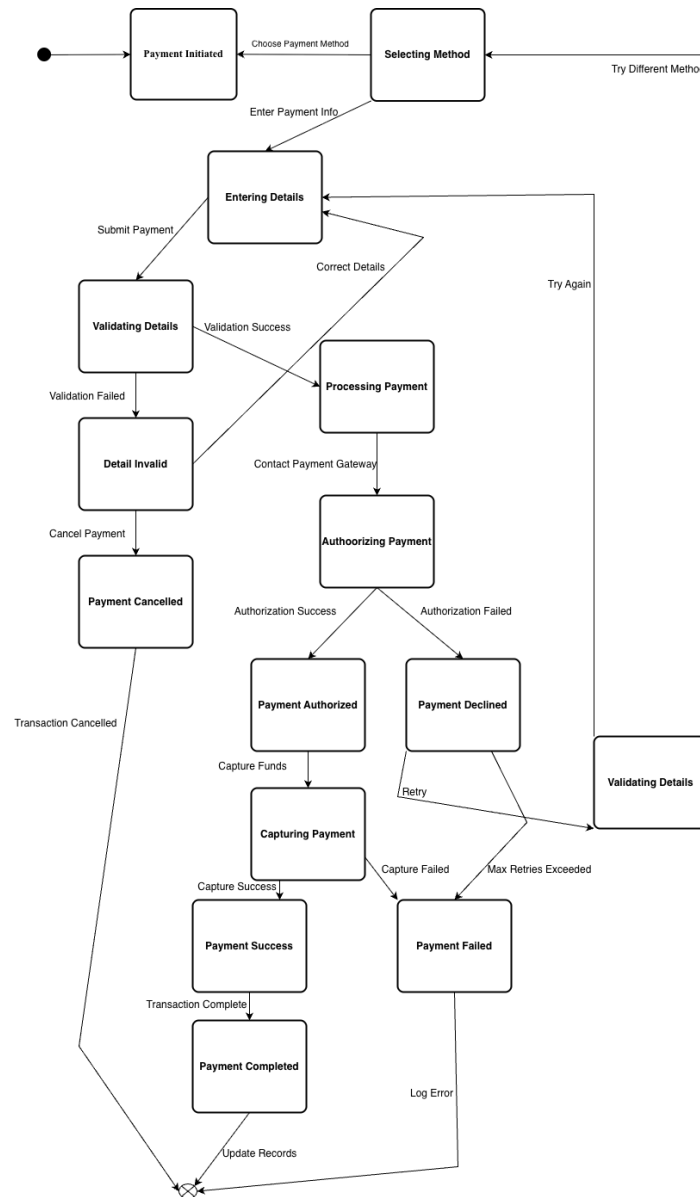 Payment Initiated
Choose Payment Method
Selecting Method
Try Different Metho
Enter Payment Info
Entering Details
Submit Payment
Correct Details
Try Again
Validating Details
Validation Success
Processing Payment
Validation Failed
Detail Invalid
Contact Payment Gateway
Cancel Payment
Authoorizing Payment
Payment Cancelled
Authorization Success
Authorization Failed
Payment Authorized
Payment Declined
Transaction Cancelled
Capture Funds
Validating Details
Retry
Capturing Payment
Capture Failed
Max Retries Exceeded
Capture Success
Payment Success
Payment Failed
Transaction Complete
Payment Completed
Log Error
Update Records